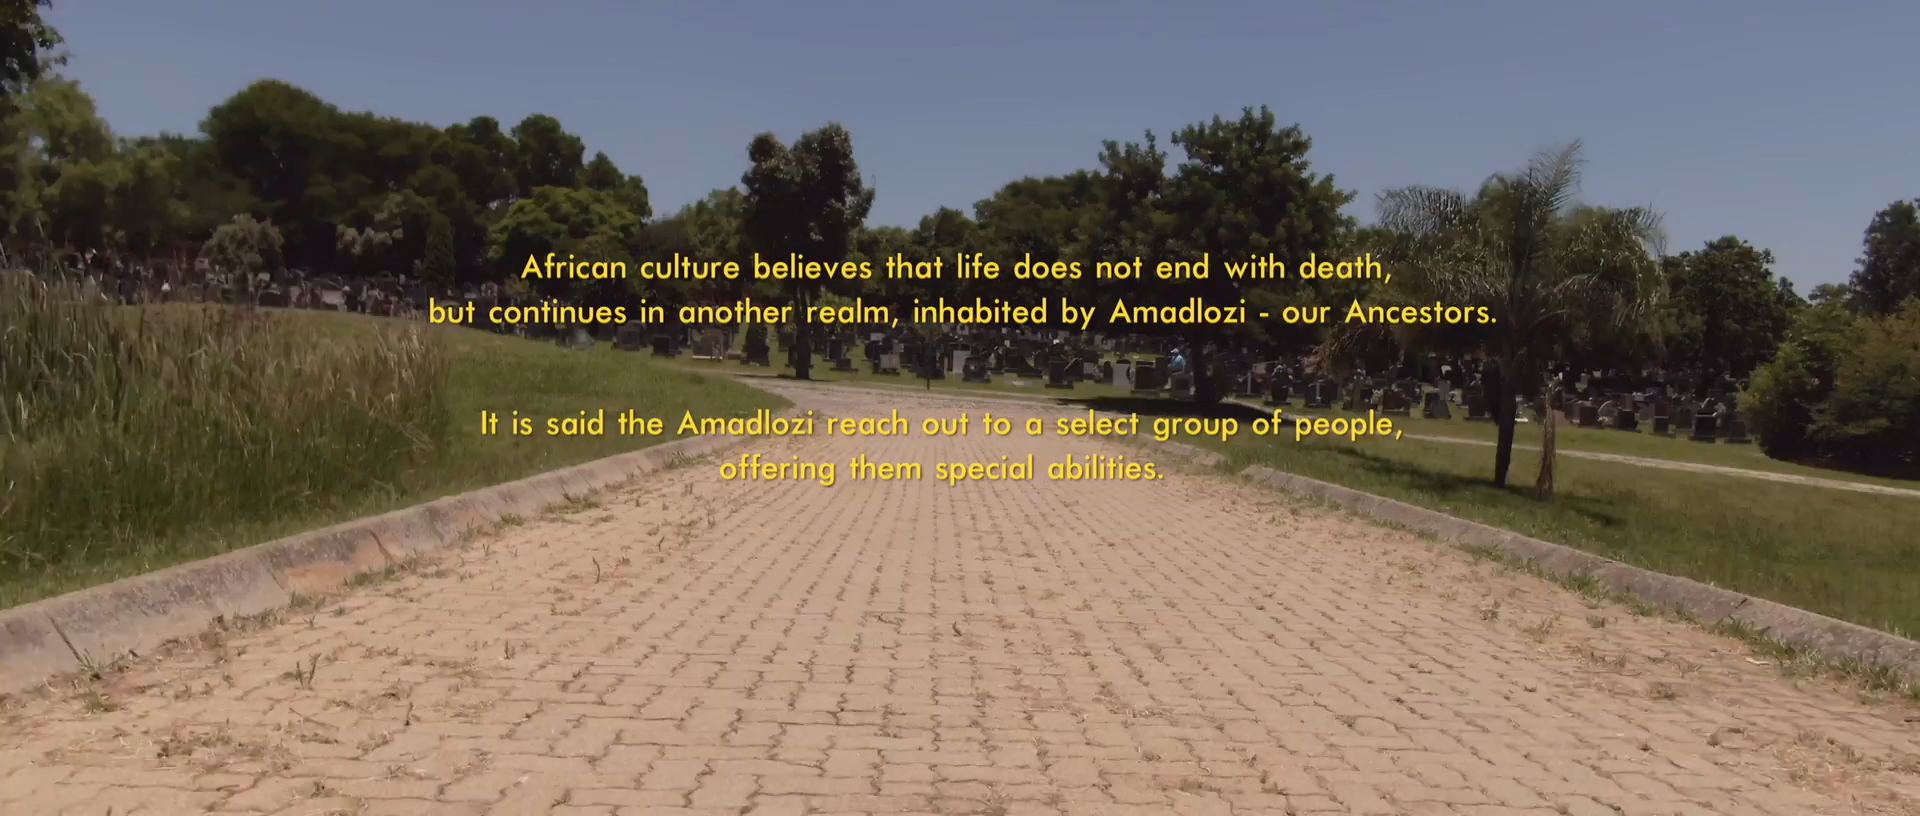 African culture believes that life does not end with death,
but continues in another realm, inhabited by Amadlozi - our Ancestors.
It is said the Amadlozi reach out to a select group of people,
offering them special abilities.